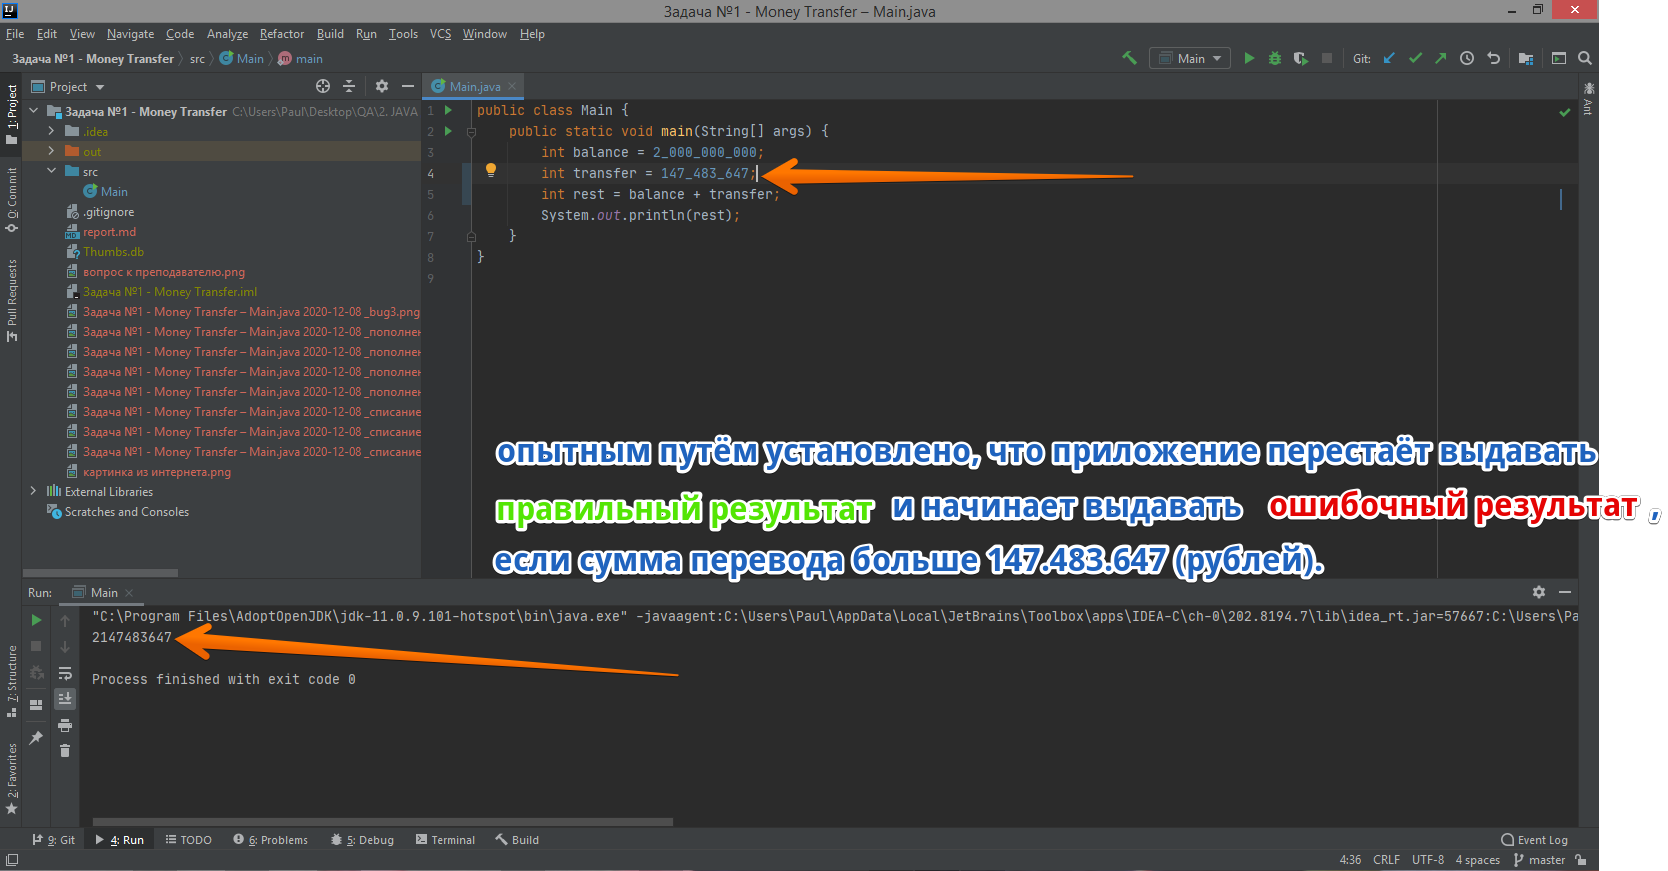 Задача №1 - Money Transfer – Main.java
File Edit View Navigate Code Analyze Refactor Build Run Tools VCS Window Help
Задача №1 - Money Transfer src Main main
Main Git:
Project
Main.java
1: Project
0: Commit
Pull Requests
7: Structure
2: Favorites
Ant
Задача №1 - Money Transfer C:\Users\Paul\Desktop\QA\2. JAVA
.idea
out
src
Main
.gitignore
report.md
Thumbs.db
вопрос к преподавателю.png
Задача №1 - Money Transfer.iml
Задача №1 - Money Transfer – Main.java 2020-12-08 _bug3.png
Задача №1 - Money Transfer – Main.java 2020-12-08 _пополнен
Задача №1 - Money Transfer – Main.java 2020-12-08 _пополнен
Задача №1 - Money Transfer – Main.java 2020-12-08 _пополнен
Задача №1 - Money Transfer – Main.java 2020-12-08 _пополнен
Задача №1 - Money Transfer – Main.java 2020-12-08 _списание
Задача №1 - Money Transfer – Main.java 2020-12-08 _списание
Задача №1 - Money Transfer – Main.java 2020-12-08 _списание
картинка из интернета.png
External Libraries
Scratches and Consoles
1 public class Main {
2 public static void main(String[] args) {
3 int balance = 2_000_000_000;
4 int transfer = 147_483_647;
5 int rest = balance + transfer;
6 System.out.println(rest);
7 }
8 }
9
опытным путём установлено, что приложение перестаёт выдавать
правильный результат и начинает выдавать ошибочный результат ,
если сумма перевода больше 147.483.647 (рублей).
Run: Main
"C:\Program Files\AdoptOpenJDK\jdk-11.0.9.101-hotspot\bin\java.exe" -javaagent:C:\Users\Paul\AppData\Local\JetBrains\Toolbox\apps\IDEA-C\ch-0\202.8194.7\lib\idea_rt.jar=57667:C:\Users\Pa
2147483647
Process finished with exit code 0
9: Git 4: Run TODO 6: Problems 5: Debug Terminal Build Event Log
4:36 CRLF UTF-8 4 spaces master